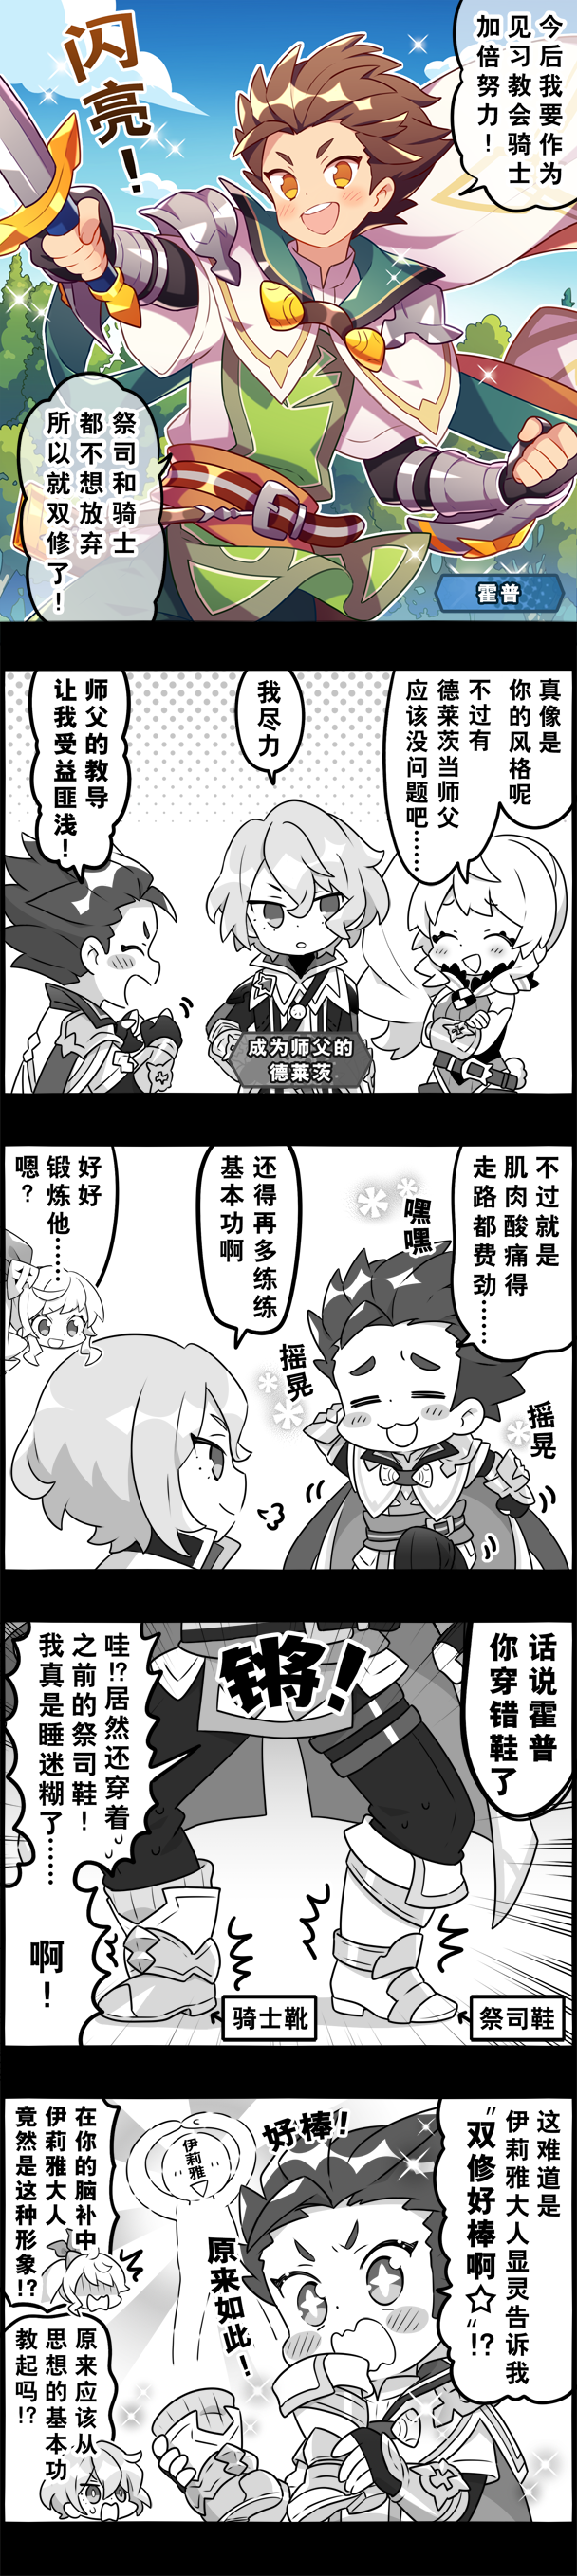 今后我要作为
见习教会骑士
加倍努力！
闪亮！
祭司和骑士
都不想放弃
所以就双修了！
霍普
真像是
你的风格呢
不过有
德莱茨当师父
应该没问题吧……
我尽力
师父的教导
让我受益匪浅！
成为师父的
德莱茨
不过就是
肌肉酸痛得
走路都费劲……
嘿嘿
摇晃
摇晃
还得再多练练
基本功啊
好好
锻炼他……
嗯？
话说霍普
你穿错鞋了
锵！
哇!?居然还穿着
之前的祭司鞋！
我真是睡迷糊了……
啊！
骑士靴
祭司鞋
这难道是
伊莉雅大人显灵告诉我
“双修好棒啊☆”!?
好棒！
伊莉雅
原来如此！
在你的脑补中
伊莉雅大人
竟然是这种形象!?
原来应该从
思想的基本功
教起吗!?